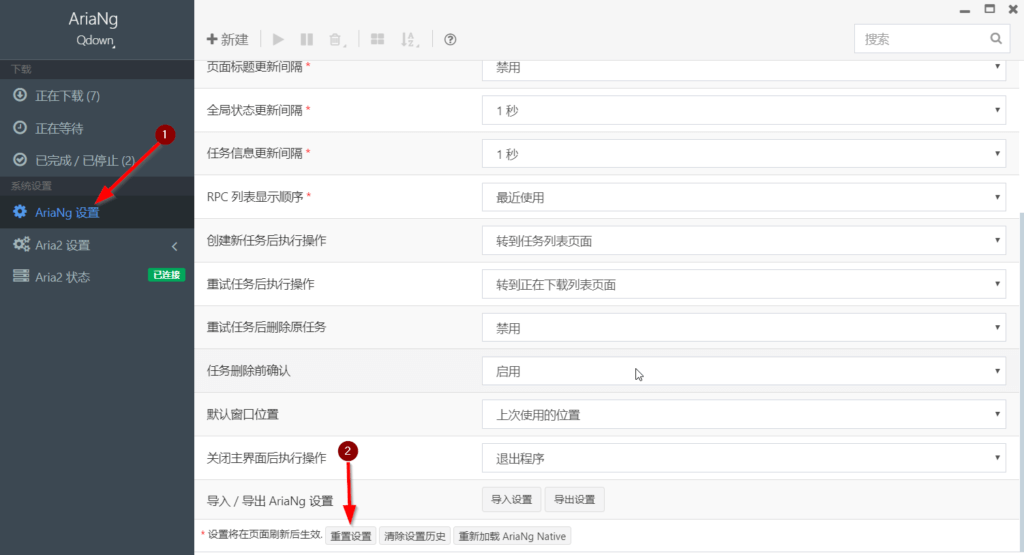 AriaNg
Qdown
新建
搜索
下载
正在下载 (7)
正在等待
已完成 / 已停止 (2)
系统设置
AriaNg 设置
Aria2 设置
Aria2 状态 已连接
1
页面标题更新间隔 * 禁用
全局状态更新间隔 * 1 秒
任务信息更新间隔 * 1 秒
RPC 列表显示顺序 * 最近使用
创建新任务后执行操作 转到任务列表页面
重试任务后执行操作 转到正在下载列表页面
重试任务后删除原任务 禁用
任务删除前确认 启用
默认窗口位置 上次使用的位置
关闭主界面后执行操作 退出程序
2
导入 / 导出 AriaNg 设置 导入设置 导出设置
* 设置将在页面刷新后生效. 重置设置 清除设置历史 重新加载 AriaNg Native